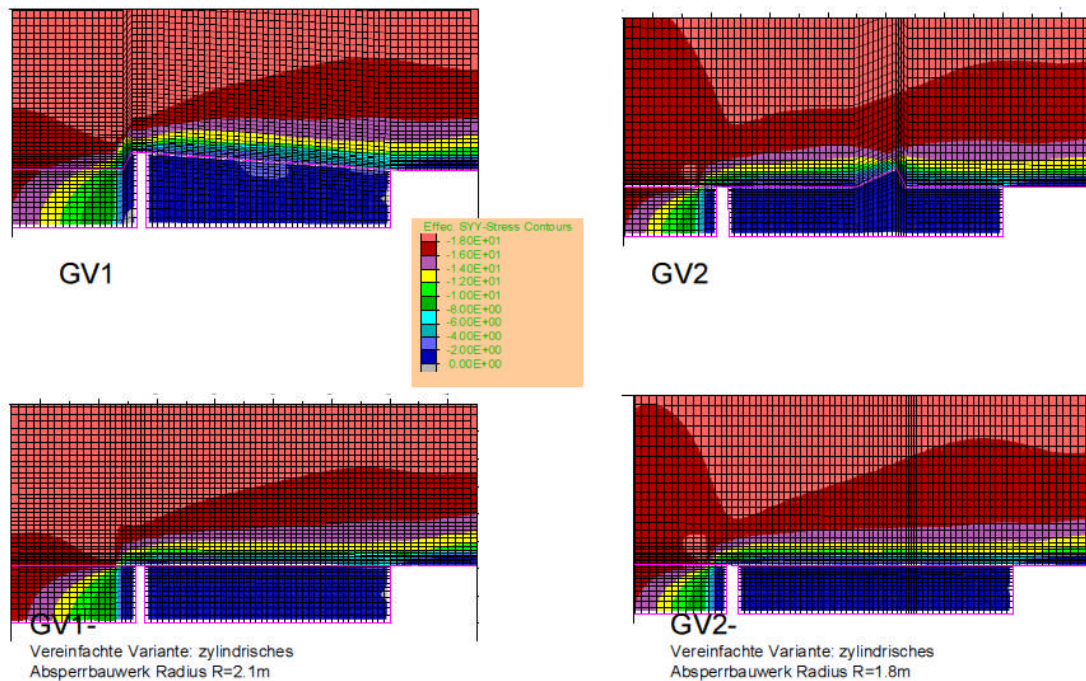 GV1
GV2
Effec. SYY-Stress Contours
-1.80E+01
-1.60E+01
-1.40E+01
-1.20E+01
-1.00E+01
-8.00E+00
-6.00E+00
-4.00E+00
-2.00E+00
0.00E+00
GV1-
Vereinfachte Variante: zylindrisches
Absperrbauwerk Radius R=2.1m
GV2-
Vereinfachte Variante: zylindrisches
Absperrbauwerk Radius R=1.8m